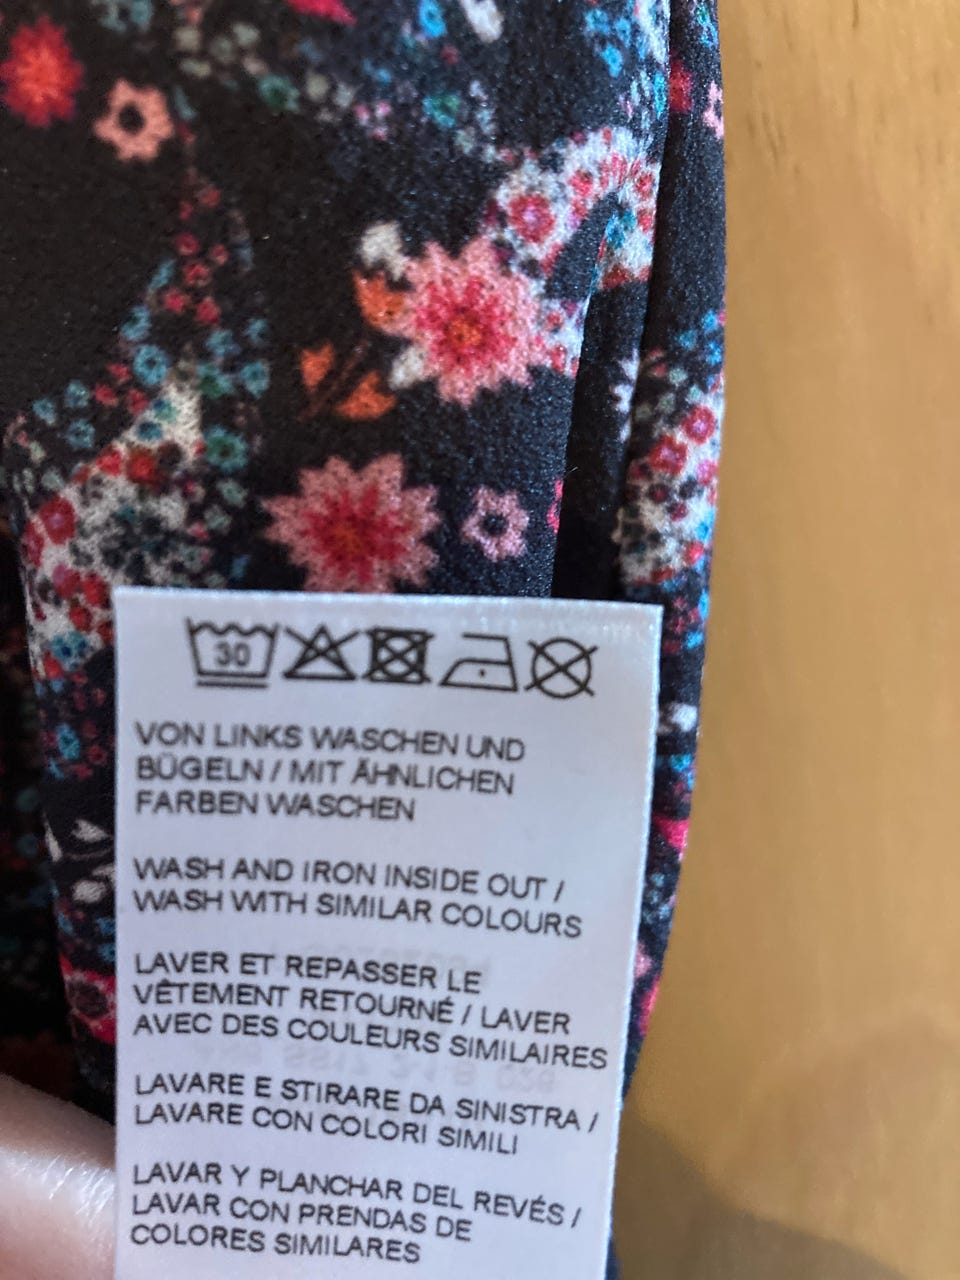 30
VON LINKS WASCHEN UND
BÜGELN / MIT ÄHNLICHEN
FARBEN WASCHEN
WASH AND IRON INSIDE OUT /
WASH WITH SIMILAR COLOURS
LAVER ET REPASSER LE
VÊTEMENT RETOURNÉ / LAVER
AVEC DES COULEURS SIMILAIRES
LAVARE E STIRARE DA SINISTRA /
LAVARE CON COLORI SIMILI
LAVAR Y PLANCHAR DEL REVÉS /
LAVAR CON PRENDAS DE
COLORES SIMILARES